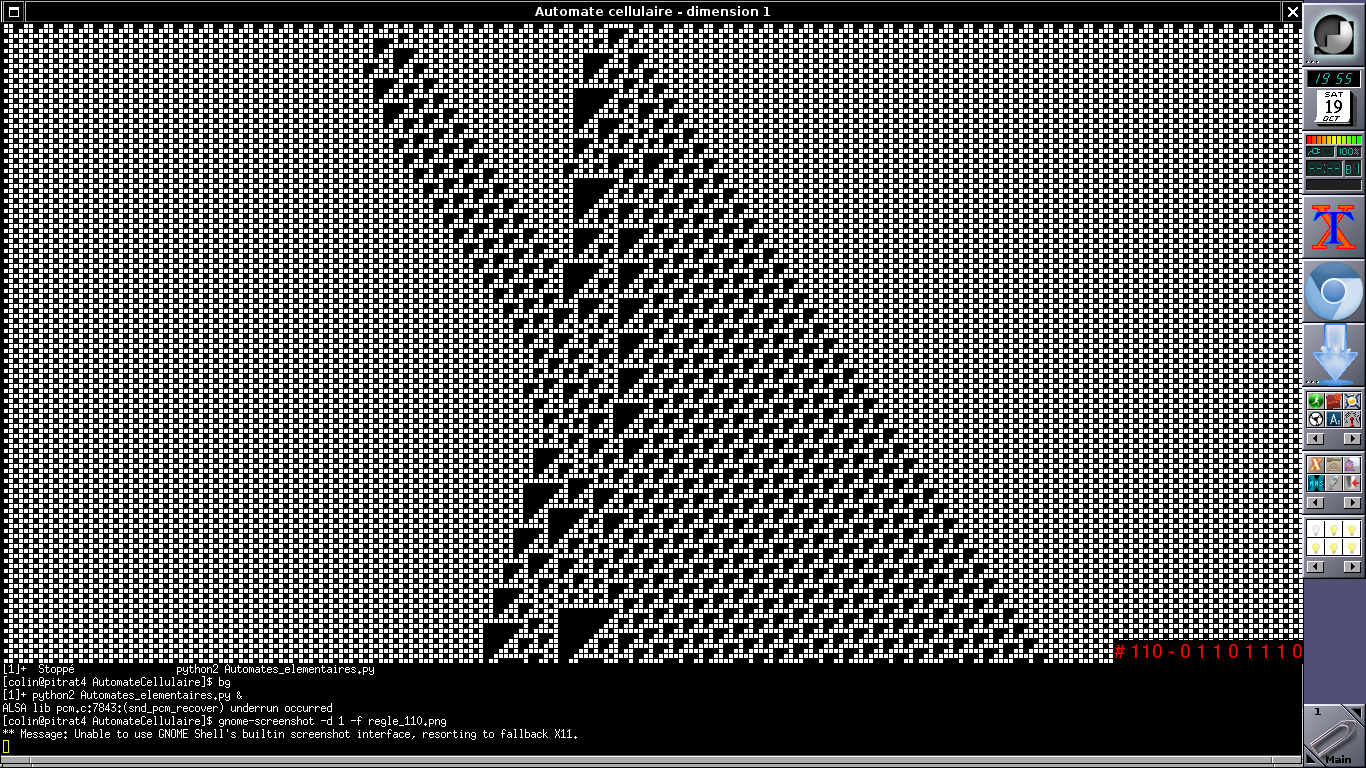 Automate cellulaire - dimension 1
19 55
SAT
19
OCT
100%
# 110 - 0 1 1 0 1 1 1 0
[1]+  Stoppé                 python2 Automates_elementaires.py
[colin@pitrat4 AutomateCellulaire]$ bg
[1]+ python2 Automates_elementaires.py &
ALSA lib pcm.c:7843:(snd_pcm_recover) underrun occurred
[colin@pitrat4 AutomateCellulaire]$ gnome-screenshot -d 1 -f regle_110.png
** Message: Unable to use GNOME Shell's builtin screenshot interface, resorting to fallback X11.
1
Main